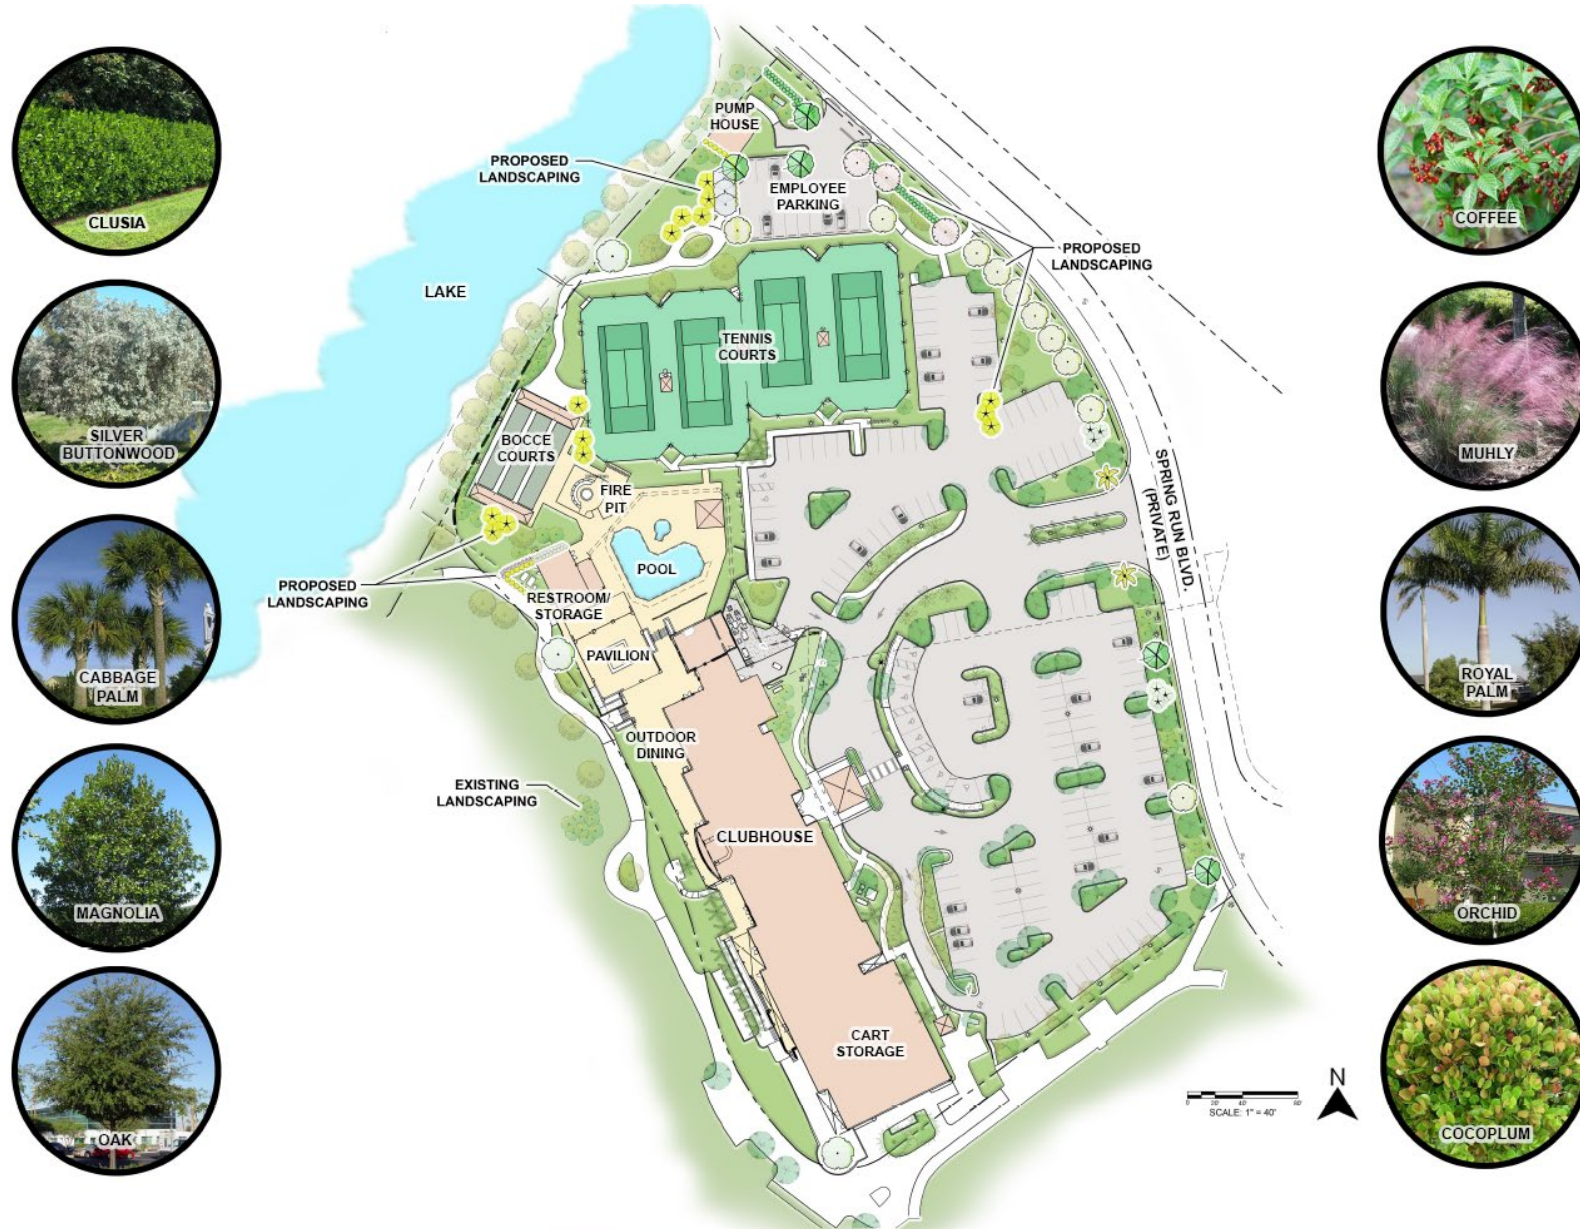 CLUSIA
SILVER
BUTTONWOOD
CABBAGE
PALM
MAGNOLIA
OAK
PUMP
HOUSE
PROPOSED
LANDSCAPING
EMPLOYEE
PARKING
PROPOSED
LANDSCAPING
LAKE
TENNIS
COURTS
BOCCE
COURTS
FIRE
PIT
POOL
PROPOSED
LANDSCAPING
RESTROOM/
STORAGE
PAVILION
OUTDOOR
DINING
EXISTING
LANDSCAPING
CLUBHOUSE
CART
STORAGE
SPRING RUN BLVD.
(PRIVATE)
N
SCALE: 1" = 40'
COFFEE
MUHLY
ROYAL
PALM
ORCHID
COCOPLUM